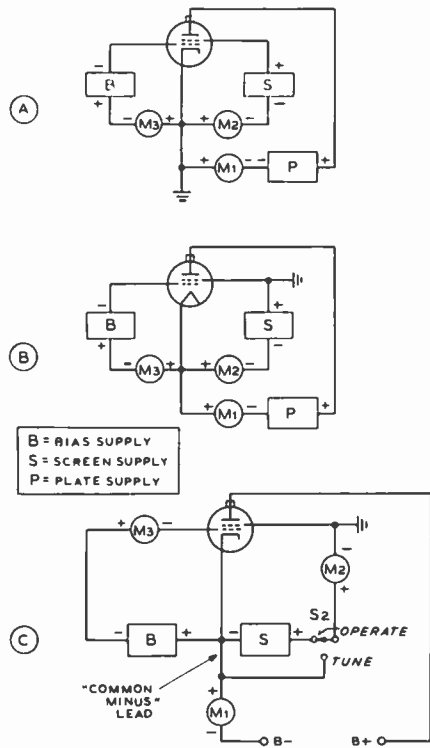 A
- B +
+ S -
- M3 +
+ M2 -
+ M1 - - P +
B
- B +
+ S -
- M3 +
+ M2 -
+ M1 - P +
B = BIAS SUPPLY
S = SCREEN SUPPLY
P = PLATE SUPPLY
C
+ M3 -
- M2 +
S2
OPERATE
- B +
- S +
TUNE
"COMMON
MINUS"
LEAD
+ M1 -
B-
B+